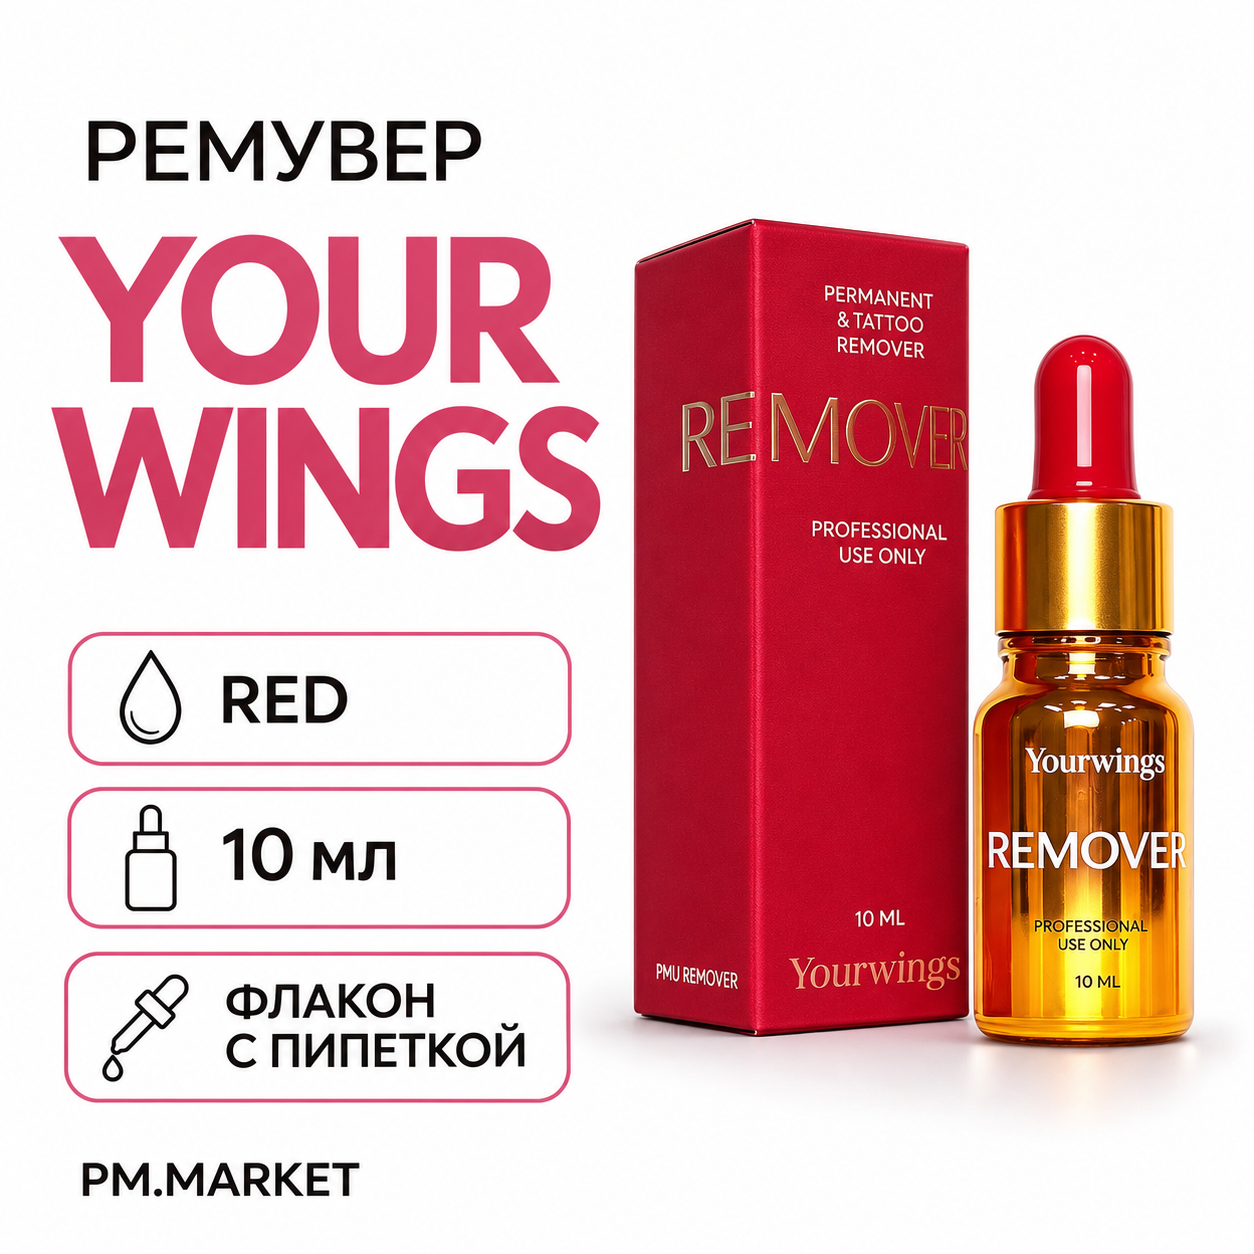 РЕМУВЕР
YOUR
WINGS
RED
10 мл
ФЛАКОН
С ПИПЕТКОЙ
PM.MARKET
PERMANENT
& TATTOO
REMOVER
REMOVER
PROFESSIONAL
USE ONLY
10 ML
PMU REMOVER
Yourwings
Yourwings
REMOVER
PROFESSIONAL
USE ONLY
10 ML